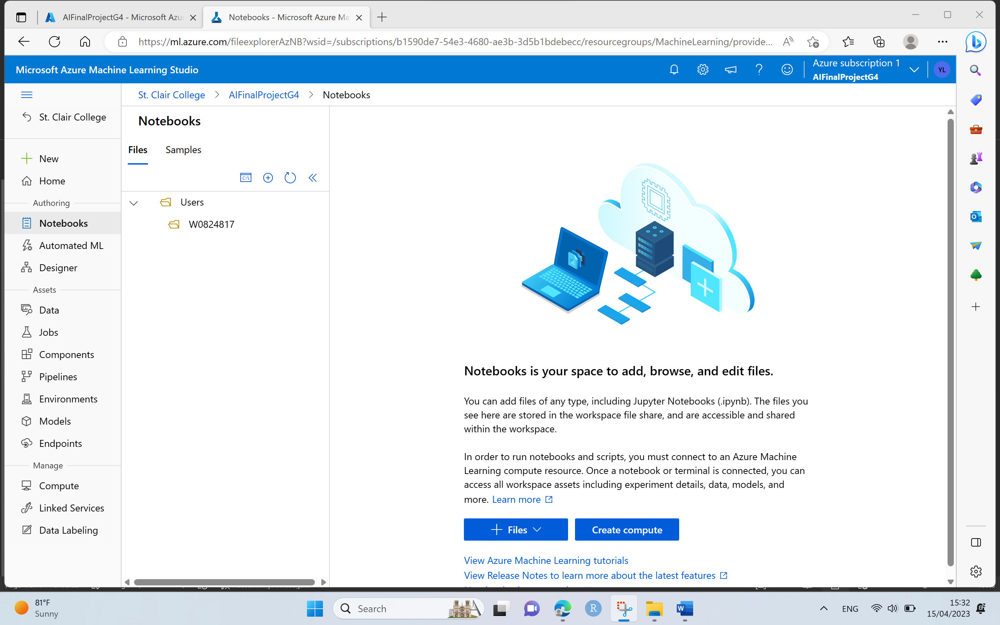 AIFinalProjectG4 - Microsoft Azu
Notebooks - Microsoft Azure Ma
https://ml.azure.com/fileexplorerAzNB?wsid=/subscriptions/b1590de7-54e3-4680-ae3b-3d5b1bdebecc/resourcegroups/MachineLearning/provide...
Microsoft Azure Machine Learning Studio
Azure subscription 1
AIFinalProjectG4
YL
St. Clair College > AIFinalProjectG4 > Notebooks
St. Clair College
New
Home
Authoring
Notebooks
Automated ML
Designer
Assets
Data
Jobs
Components
Pipelines
Environments
Models
Endpoints
Manage
Compute
Linked Services
Data Labeling
Notebooks
Files Samples
Users
W0824817
Notebooks is your space to add, browse, and edit files.
You can add files of any type, including Jupyter Notebooks (.ipynb). The files you
see here are stored in the workspace file share, and are accessible and shared
within the workspace.
In order to run notebooks and scripts, you must connect to an Azure Machine
Learning compute resource. Once a notebook or terminal is connected, you can
access all workspace assets including experiment details, data, models, and
more. Learn more
Files
Create compute
View Azure Machine Learning tutorials
View Release Notes to learn more about the latest features
81°F
Sunny
Search
ENG
15:32
15/04/2023